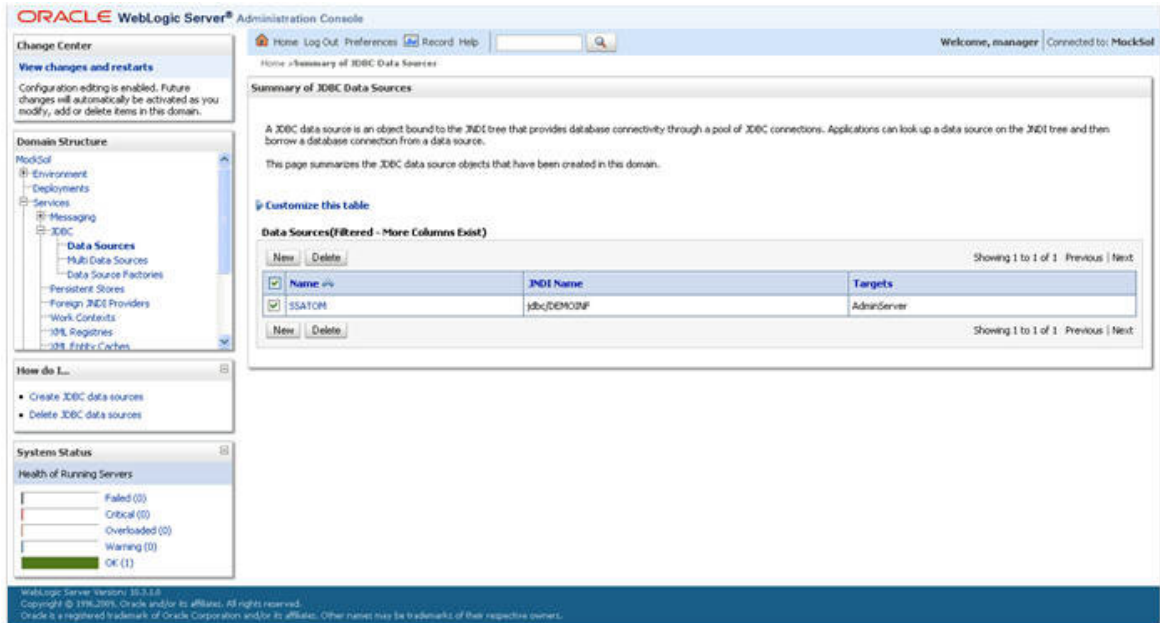 ORACLE WebLogic Server® Administration Console
Change Center
View changes and restarts
Configuration editing is enabled. Future
changes will automatically be activated as you
modify, add or delete items in this domain.
Domain Structure
MockSol
Environment
Deployments
Services
Messaging
JDBC
Data Sources
Multi Data Sources
Data Source Factories
Persistent Stores
Foreign JNDI Providers
Work Contexts
XML Registries
XML Entity Caches
How do I...
Create JDBC data sources
Delete JDBC data sources
System Status
Health of Running Servers
Failed (0)
Critical (0)
Overloaded (0)
Warning (0)
OK (1)
Home Log Out Preferences Record Help
Welcome, manager Connected to: MockSol
Home >Summary of JDBC Data Sources
Summary of JDBC Data Sources
A JDBC data source is an object bound to the JNDI tree that provides database connectivity through a pool of JDBC connections. Applications can look up a data source on the JNDI tree and then
borrow a database connection from a data source.
This page summarizes the JDBC data source objects that have been created in this domain.
Customize this table
Data Sources(Filtered - More Columns Exist)
New Delete Showing 1 to 1 of 1 Previous | Next
Name JNDI Name Targets
SSATOM jdbc/DEMOINF AdminServer
New Delete Showing 1 to 1 of 1 Previous | Next
WebLogic Server Version: 10.3.1.0
Copyright © 1996,2009, Oracle and/or its affiliates. All rights reserved.
Oracle is a registered trademark of Oracle Corporation and/or its affiliates. Other names may be trademarks of their respective owners.